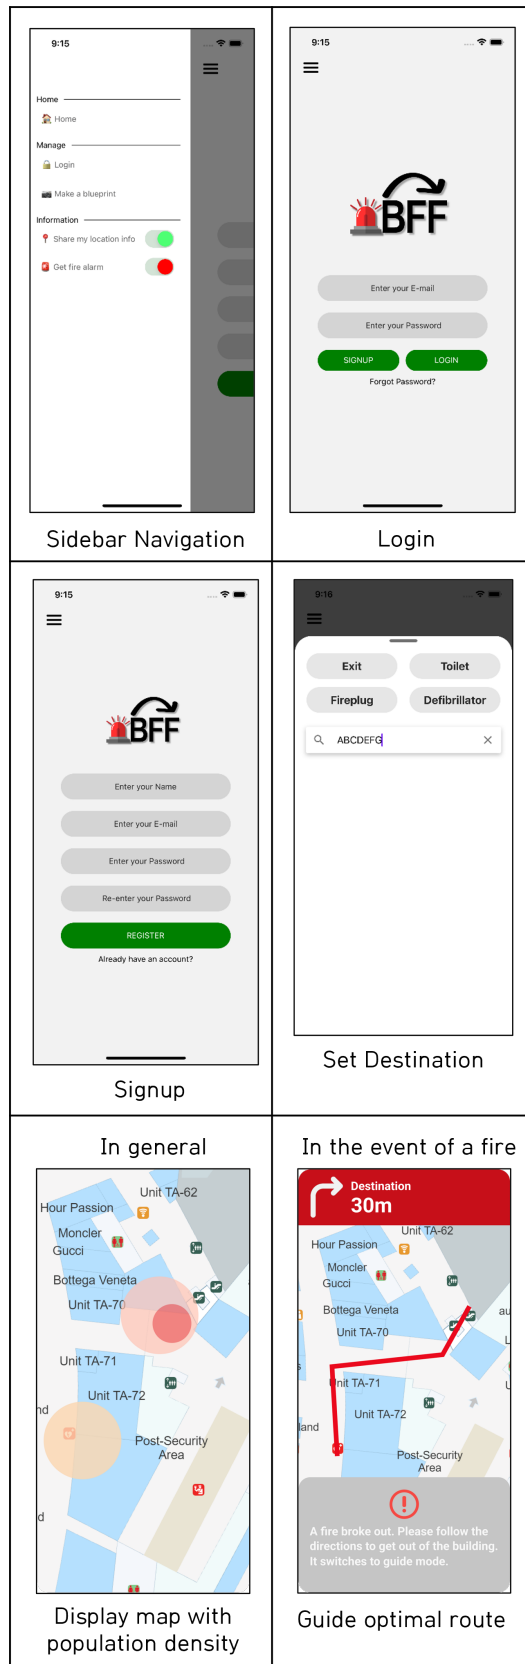 9:15
Home
Home
Manage
Login
Make a blueprint
Information
Share my location info
Get fire alarm
Sidebar Navigation
9:15
BFF
Enter your E-mail
Enter your Password
SIGNUP
LOGIN
Forgot Password?
Login
9:15
BFF
Enter your Name
Enter your E-mail
Enter your Password
Re-enter your Password
REGISTER
Already have an account?
Signup
9:16
Exit
Toilet
Fireplug
Defibrillator
ABCDEFG
Set Destination
In general
Unit TA-62
Hour Passion
Moncler
Gucci
Bottega Veneta
Unit TA-70
Unit TA-71
Unit TA-72
nd
Post-Security
Area
d
Display map with
population density
In the event of a fire
Destination
30m
Unit TA-62
Hour Passion
Moncler
Gucci
Bottega Veneta
au
Unit TA-70
L
s
Unit TA-71
Unit TA-72
land
Post-Security
Area
A fire broke out. Please follow the
directions to get out of the building.
It switches to guide mode.
Guide optimal route